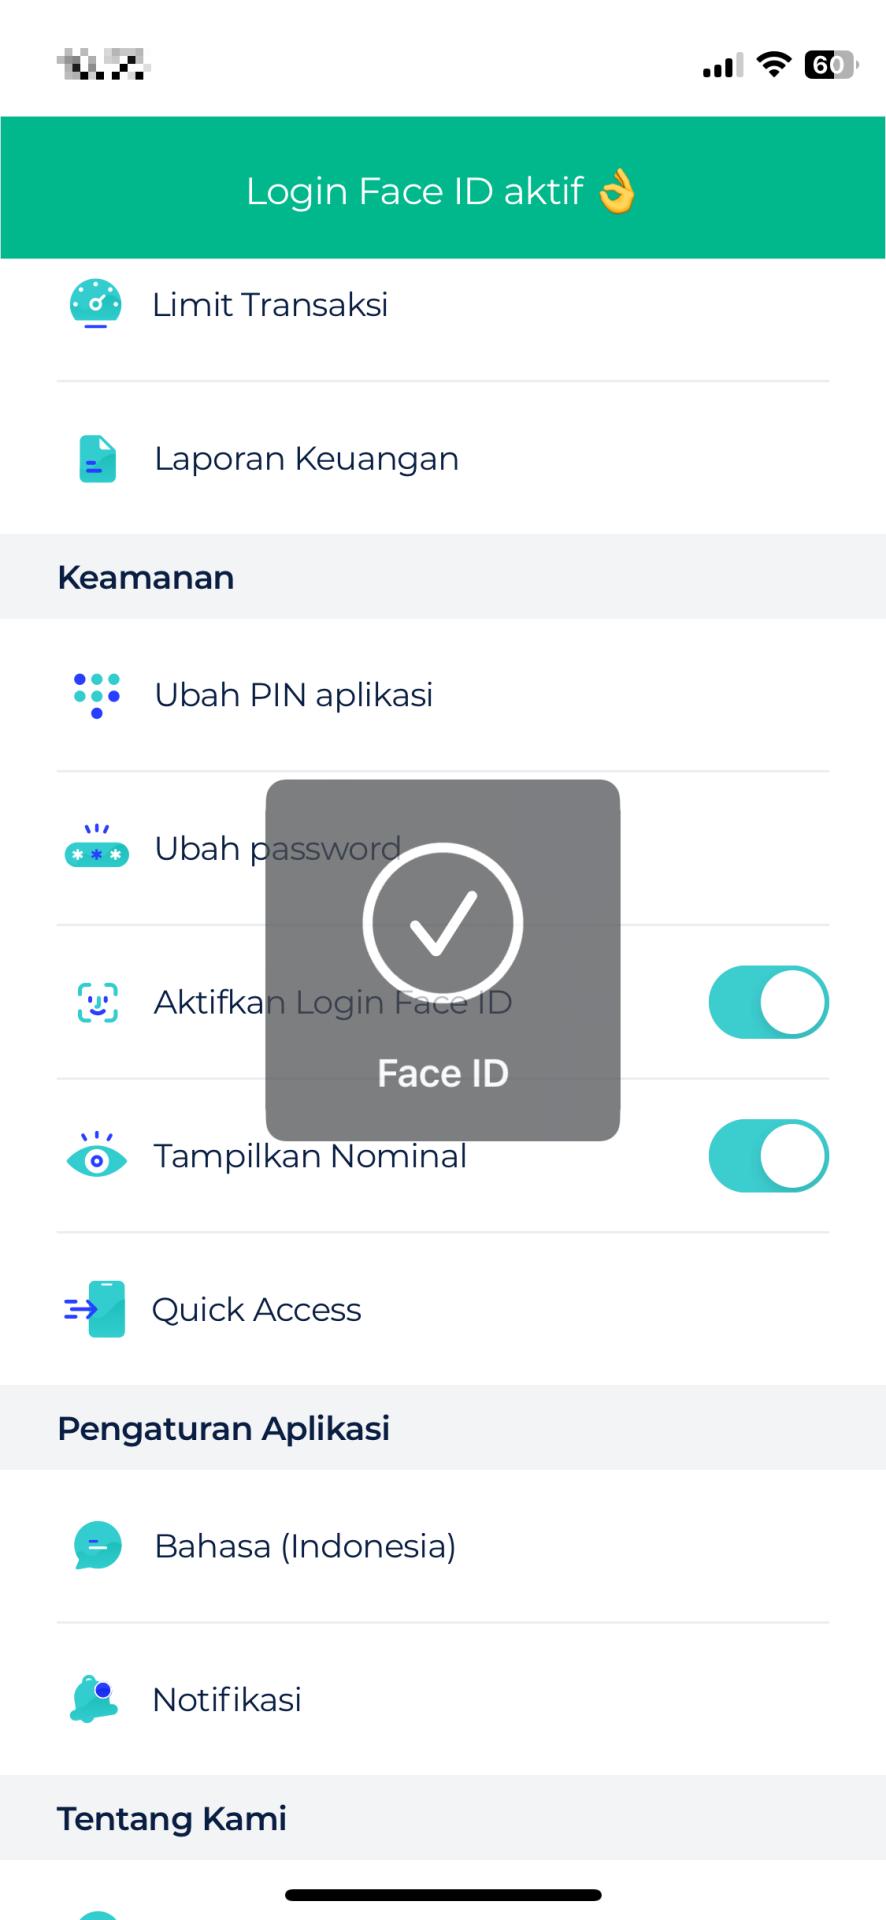 60
Login Face ID aktif 👌
Limit Transaksi
Laporan Keuangan
Keamanan
Ubah PIN aplikasi
Ubah password
Aktifkan Login Face ID
Face ID
Tampilkan Nominal
Quick Access
Pengaturan Aplikasi
Bahasa (Indonesia)
Notifikasi
Tentang Kami